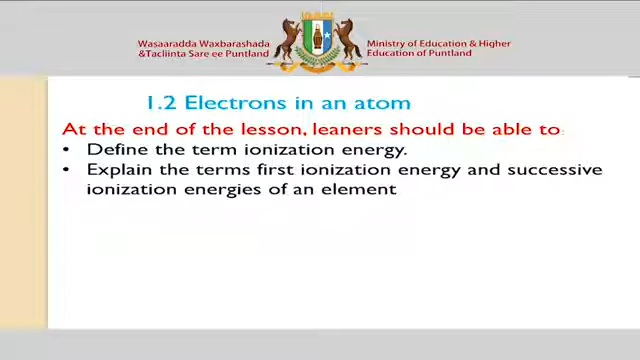 Wasaaradda Waxbarashada
&Tacliinta Sare ee Puntland
Ministry of Education & Higher
Education of Puntland
1.2 Electrons in an atom
At the end of the lesson, leaners should be able to:
• Define the term ionization energy.
• Explain the terms first ionization energy and successive
ionization energies of an element